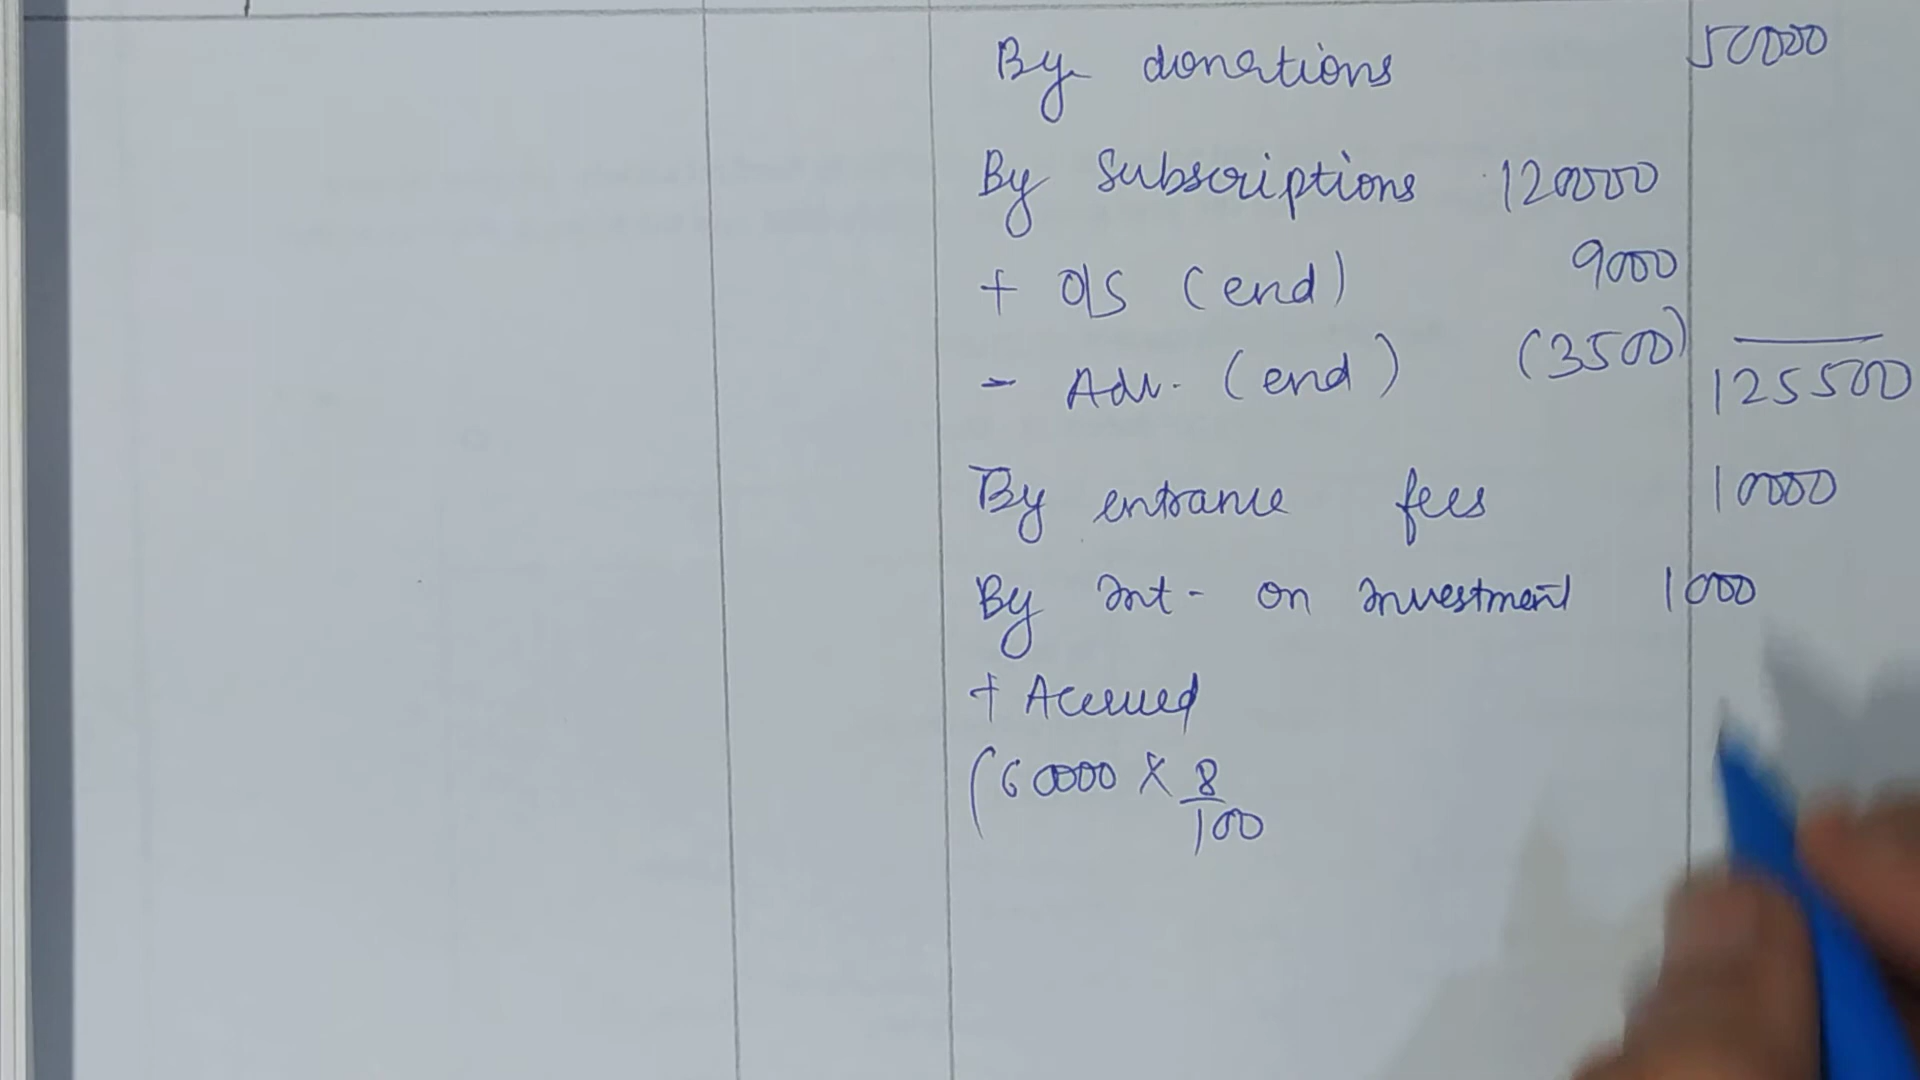 By donations 50000
By Subscriptions 120000
+ O/S (end) 9000
- Adv. (end) (3500) 125500
By entrance fees 10000
By Int- on Investment 1000
+ Accrued
(60000 × 8/100